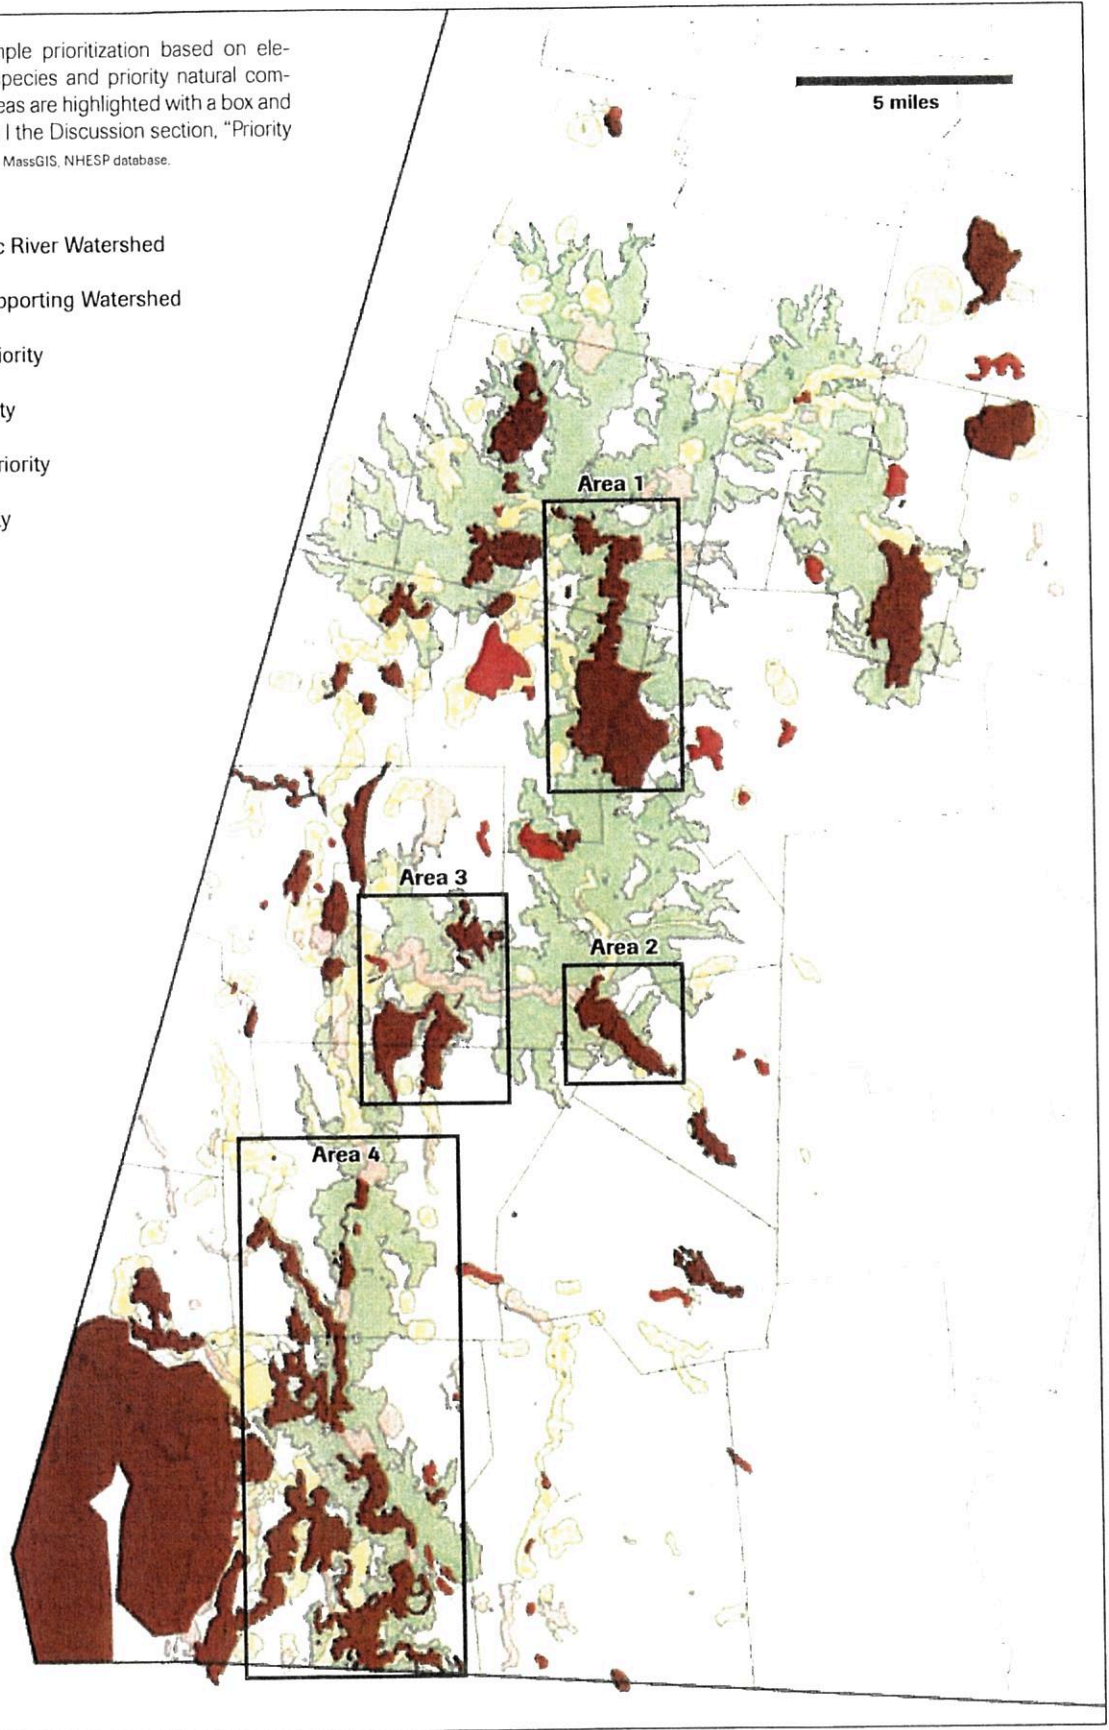 nple prioritization based on ele-
pecies and priority natural com-
eas are highlighted with a box and
l the Discussion section, “Priority
MassGIS, NHESP database.
5 miles
c River Watershed
pporting Watershed
iority
ty
riority
y
Area 1
Area 3
Area 2
Area 4